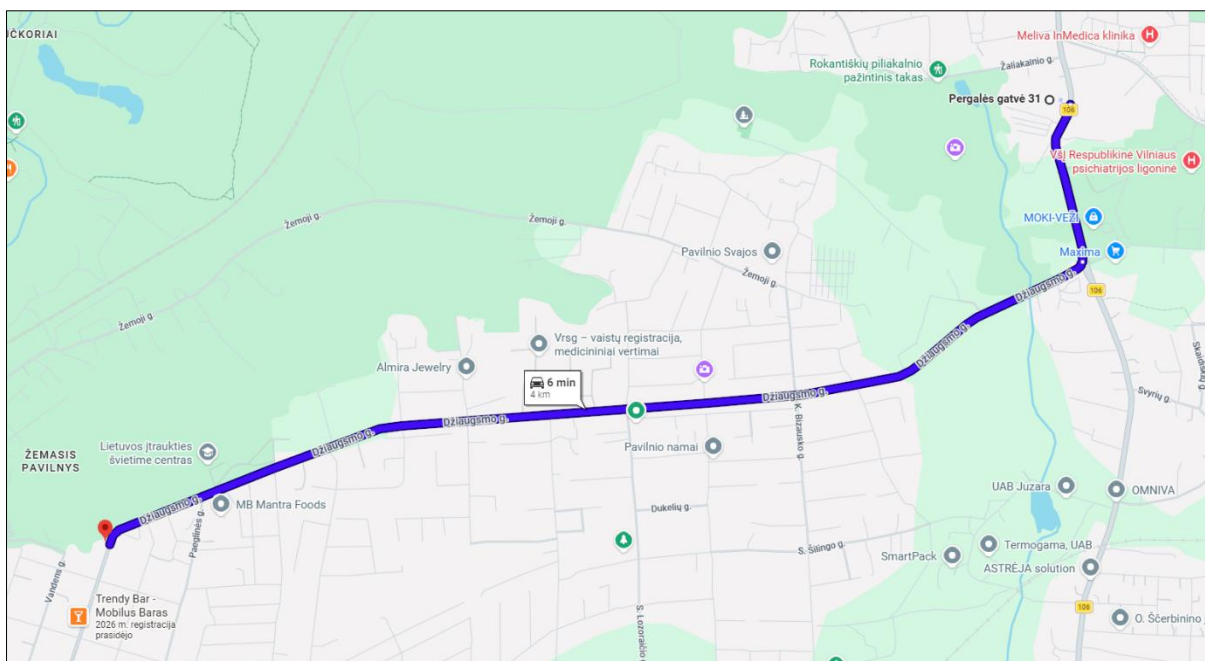 ŪČKORIAI
Meliva InMedica klinika
Rokantiškių piliakalnio
pažintinis takas
Žaliakalnio g.
Pergalės gatvė 31
106
VšĮ Respublikinė Vilniaus
psichiatrijos ligoninė
MOKI-VEŽI
Maxima
106
Žemoji g.
Žemoji g.
Pavilnio Svajos
Žemoji g.
Džiaugsmo g.
Žemoji g.
Džiaugsmo g.
Vrsg – vaistų registracija,
medicininiai vertimai
Almira Jewelry
6 min
4 km
Skaidiškių g.
Svyrių g.
Džiaugsmo g.
Džiaugsmo g.
Džiaugsmo g.
K. Bizausko g.
Pavilnio namai
ŽEMASIS
PAVILNYS
Lietuvos įtraukties
švietime centras
Džiaugsmo g.
MB Mantra Foods
Paeglinės g.
Dukelių g.
UAB Juzara
OMNIVA
S. Šilingo g.
SmartPack
Termogama, UAB
ASTRĖJA solution
Vandens g.
Trendy Bar -
Mobilus Baras
2026 m. registracija
prasidėjo
S. Lozoraičio g
106
O. Ščerbinino